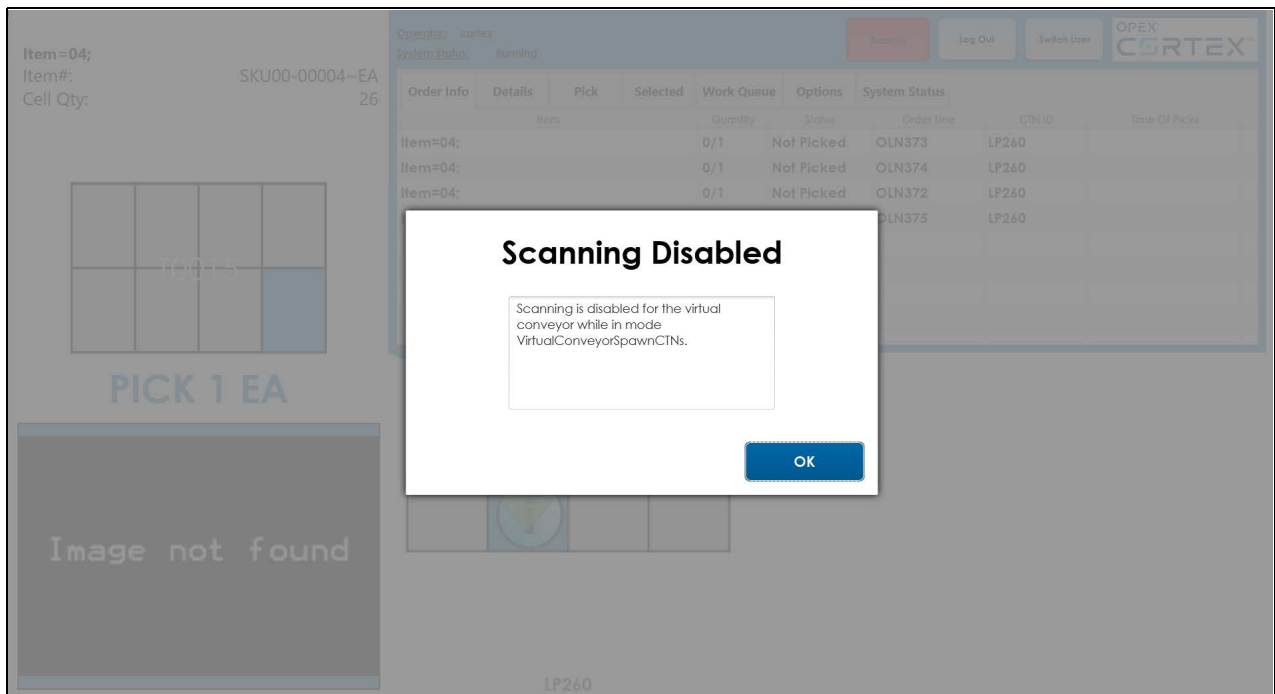 Item=04;
Item#: SKU00-00004~EA
Cell Qty: 26
PICK 1 EA
Image not found
Operator: cortex
System Status: Running
Log Out
Switch User
OPEX
CORTEX
Order Info Details Pick Selected Work Queue Options System Status
Item Quantity Status Order Line CTN ID
Item=04; 0/1 Not Picked OLN373 LP260
Item=04; 0/1 Not Picked OLN374 LP260
Item=04; 0/1 Not Picked OLN372 LP260
OLN375 LP260
Scanning Disabled
Scanning is disabled for the virtual
conveyor while in mode
VirtualConveyorSpawnCTNs.
OK
LP260